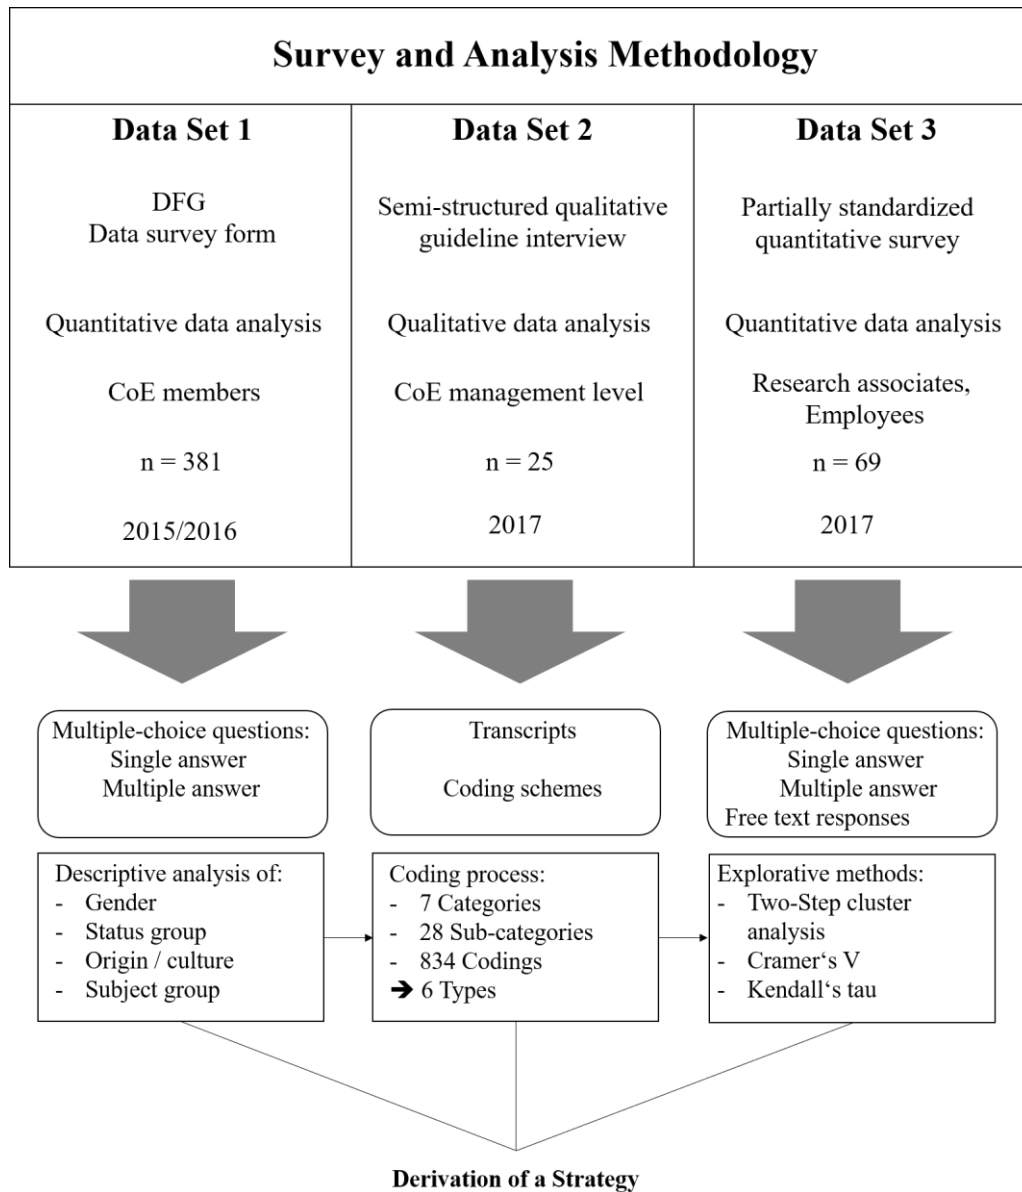 Survey and Analysis Methodology
Data Set 1
DFG
Data survey form
Quantitative data analysis
CoE members
n = 381
2015/2016
Data Set 2
Semi-structured qualitative
guideline interview
Qualitative data analysis
CoE management level
n = 25
2017
Data Set 3
Partially standardized
quantitative survey
Quantitative data analysis
Research associates,
Employees
n = 69
2017
Multiple-choice questions:
Single answer
Multiple answer
Transcripts
Coding schemes
Multiple-choice questions:
Single answer
Multiple answer
Free text responses
Descriptive analysis of:
- Gender
- Status group
- Origin / culture
- Subject group
Coding process:
- 7 Categories
- 28 Sub-categories
- 834 Codings
➔ 6 Types
Explorative methods:
- Two-Step cluster
analysis
- Cramer‘s V
- Kendall‘s tau
Derivation of a Strategy